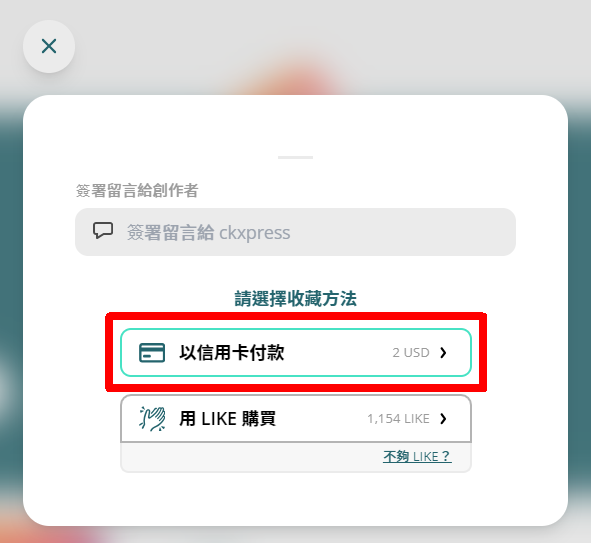 簽署留言給創作者
簽署留言給 ckxpress
請選擇收藏方法
以信用卡付款 2 USD
用 LIKE 購買 1,154 LIKE
不夠 LIKE？